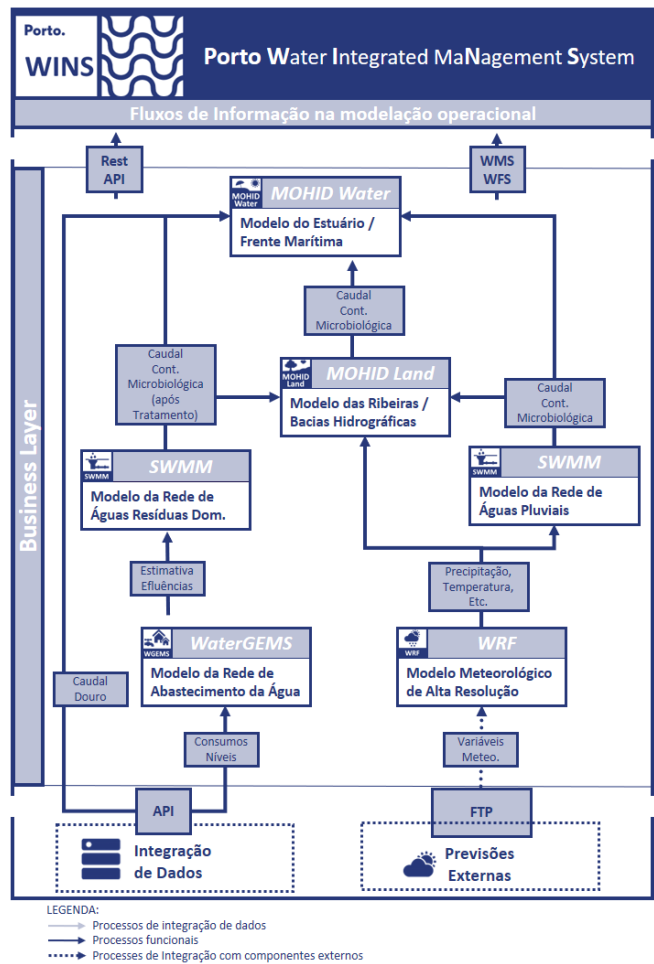 Porto.
WINS
Porto Water Integrated MaNagement System
Fluxos de Informação na modelação operacional
Rest
API
WMS
WFS
Business Layer
MOHID
Water
MOHID Water
Modelo do Estuário /
Frente Marítima
Caudal
Cont.
Microbiológica
Caudal
Cont.
Microbiológica
(após
Tratamento)
MOHID
Land
MOHID Land
Modelo das Ribeiras /
Bacias Hidrográficas
Caudal
Cont.
Microbiológica
SWMM
SWMM
Modelo da Rede de
Águas Resíduas Dom.
SWMM
SWMM
Modelo da Rede de
Águas Pluviais
Estimativa
Efluências
Precipitação,
Temperatura,
Etc.
WGEMS
WaterGEMS
Modelo da Rede de
Abastecimento da Água
WRF
WRF
Modelo Meteorológico
de Alta Resolução
Caudal
Douro
Consumos
Níveis
Variáveis
Meteo.
API
FTP
Integração
de Dados
Previsões
Externas
LEGENDA:
Processos de integração de dados
Processos funcionais
Processes de Integração com componentes externos